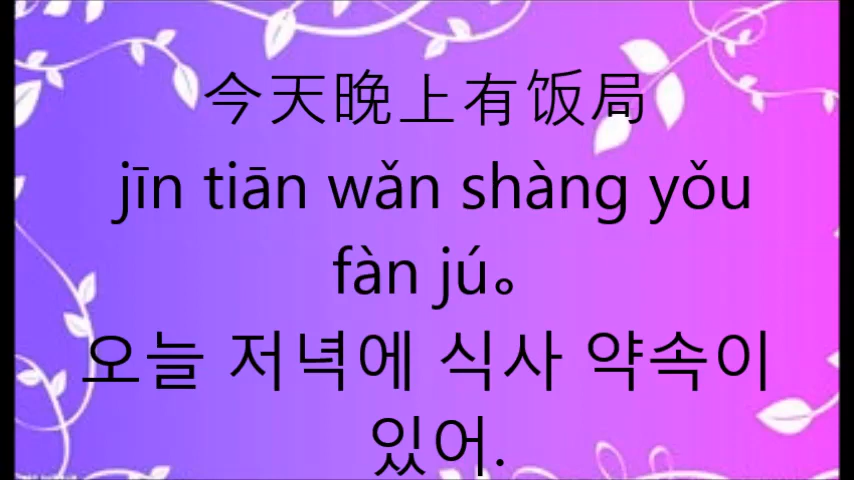 今天晚上有饭局
jīn tiān wǎn shàng yǒu
fàn jú。
오늘 저녁에 식사 약속이
있어.